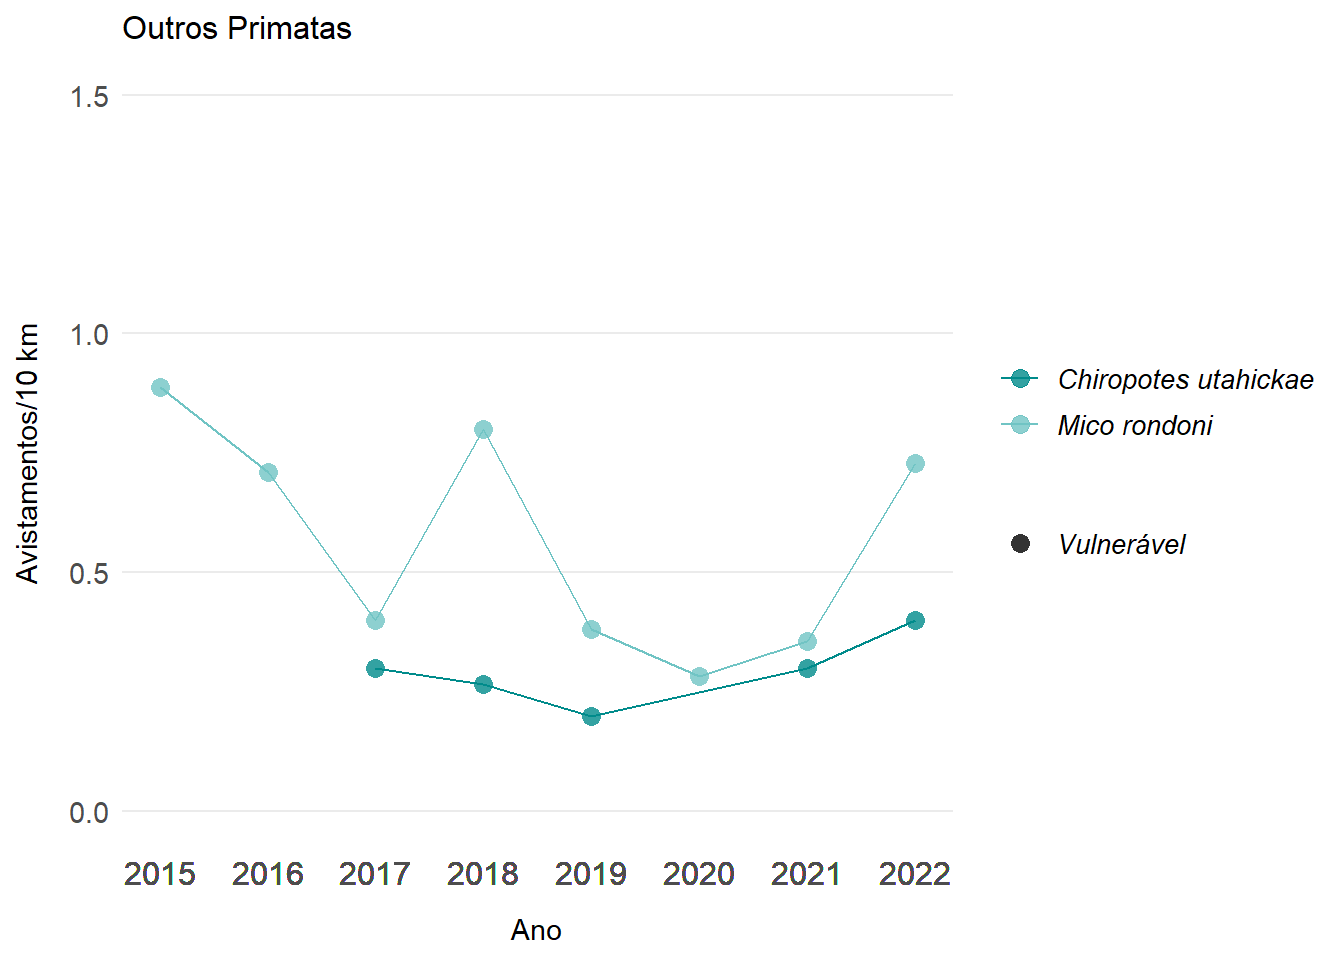 Outros Primatas
1.5
1.0
0.5
0.0
Avistamentos/10 km
2015 2016 2017 2018 2019 2020 2021 2022
Ano
Chiropotes utahickae
Mico rondoni
Vulnerável